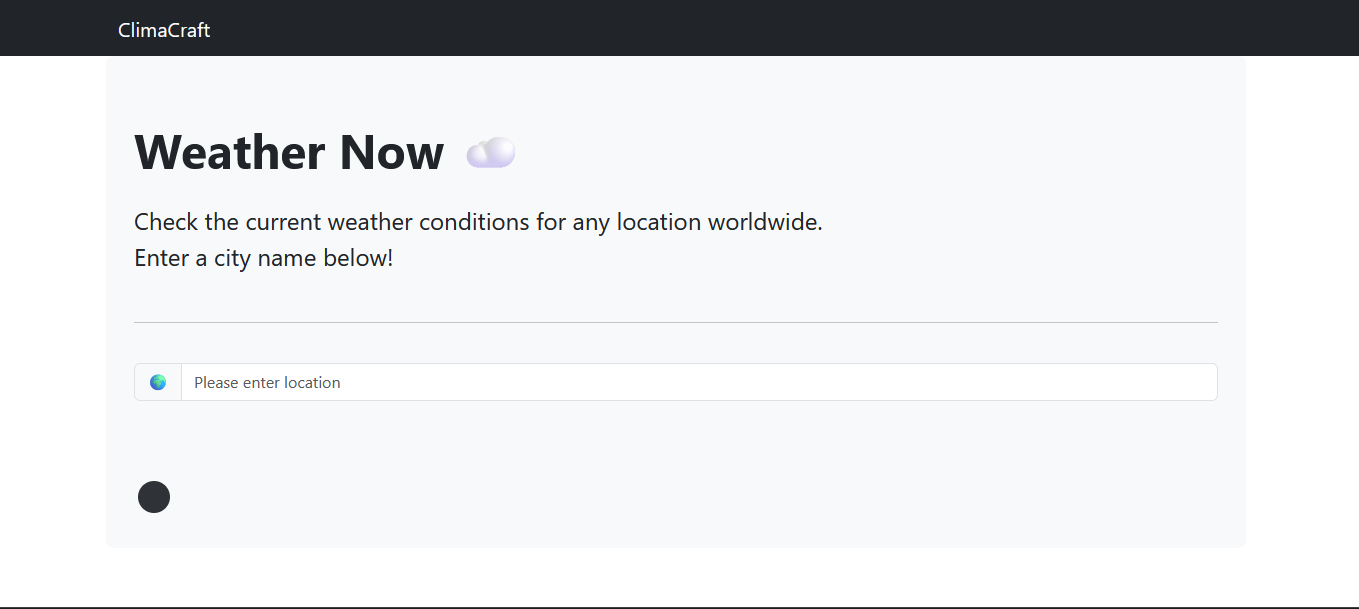 ClimaCraft
Weather Now
Check the current weather conditions for any location worldwide.
Enter a city name below!
Please enter location